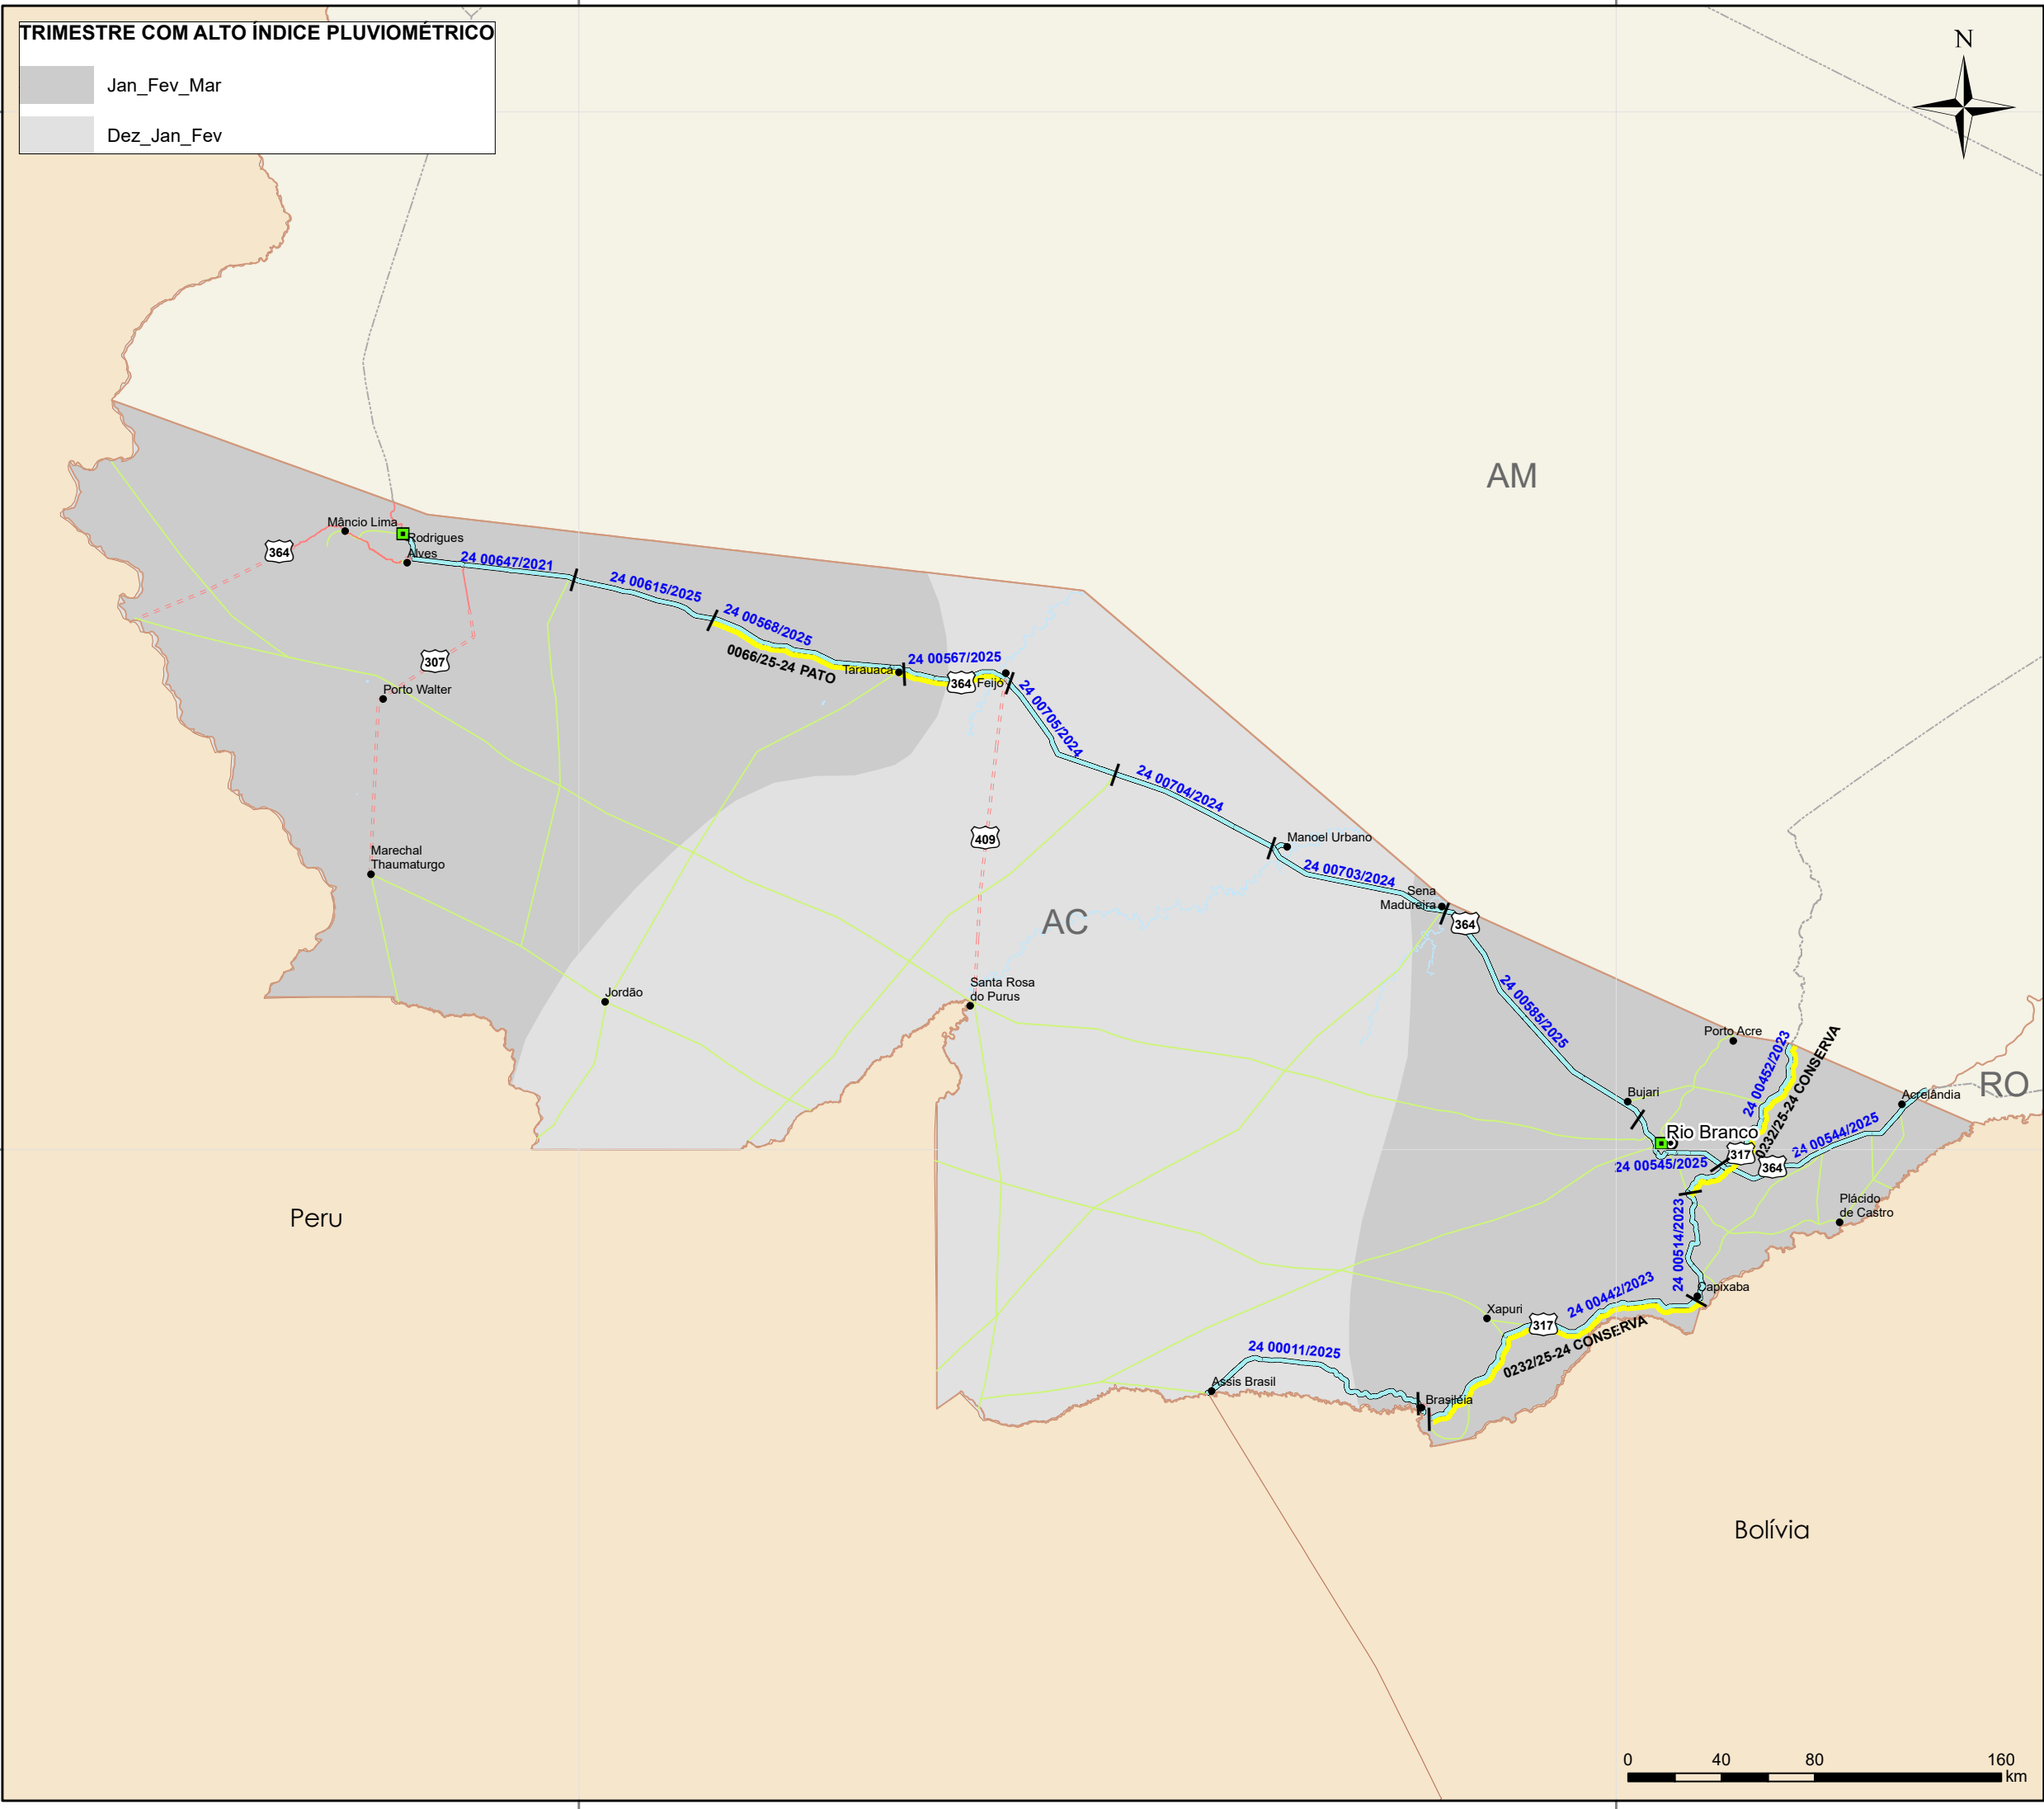 TRIMESTRE COM ALTO ÍNDICE PLUVIOMÉTRICO
Jan_Fev_Mar
Dez_Jan_Fev
N
AM
Mâncio Lima
Rodrigues
Alves
364
24 00647/2021
24 00615/2025
24 00568/2025
0066/25-24 PATO
307
Porto Walter
Tarauacá
24 00567/2025
364
Feijó
24 00705/2024
24 00704/2024
409
Manoel Urbano
24 00703/2024
Marechal
Thaumaturgo
AC
Sena
Madureira
364
Santa Rosa
do Purus
Jordão
24 00585/2025
Porto Acre
24 00452/2023
0232/25-24 CONSERVA
RO
Acrelândia
Bujari
Rio Branco
24 00544/2025
317
364
24 00545/2025
Plácido
de Castro
24 00514/2023
Peru
Capixaba
24 00442/2023
Xapuri
317
0232/25-24 CONSERVA
24 00011/2025
Assis Brasil
Brasiléia
Bolívia
0 40 80 160
km